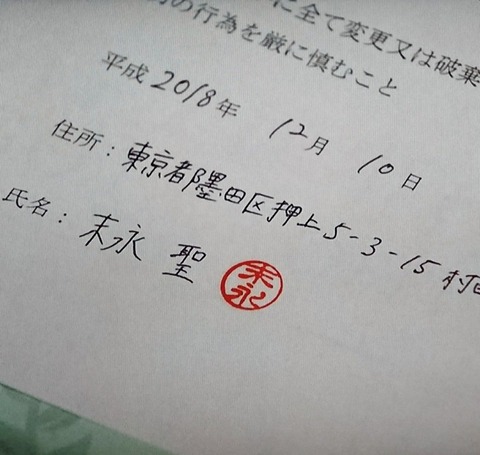 に全て変更又は破棄
の行為を厳に慎むこと
平成 2018年 12月 10日
住所：東京都墨田区押上5-3-15 村田
氏名：末永 聖
末永